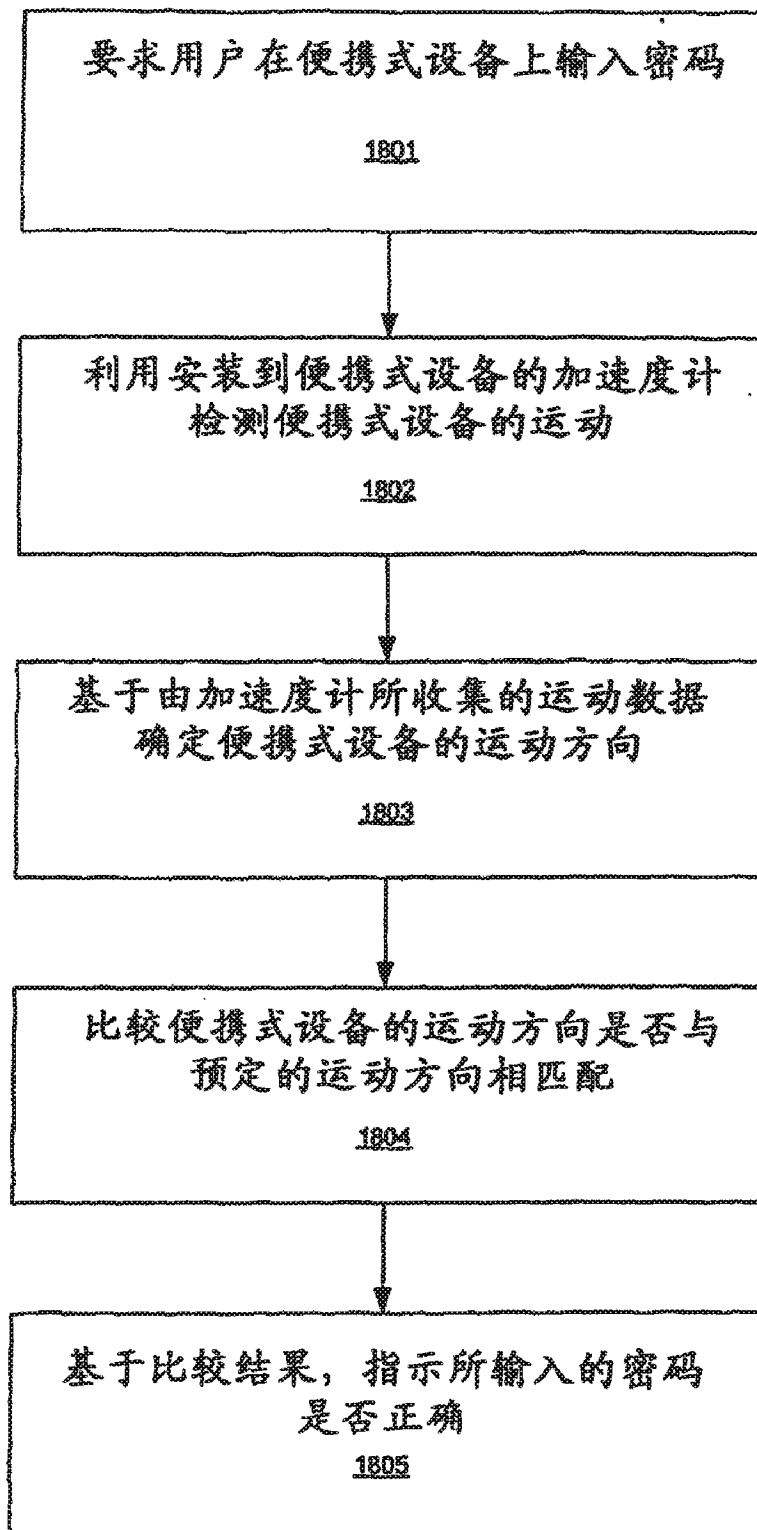 要求用户在便携式设备上输入密码
1801
利用安装到便携式设备的加速度计
检测便携式设备的运动
1802
基于由加速度计所收集的运动数据
确定便携式设备的运动方向
1803
比较便携式设备的运动方向是否与
预定的运动方向相匹配
1804
基于比较结果，指示所输入的密码
是否正确
1805